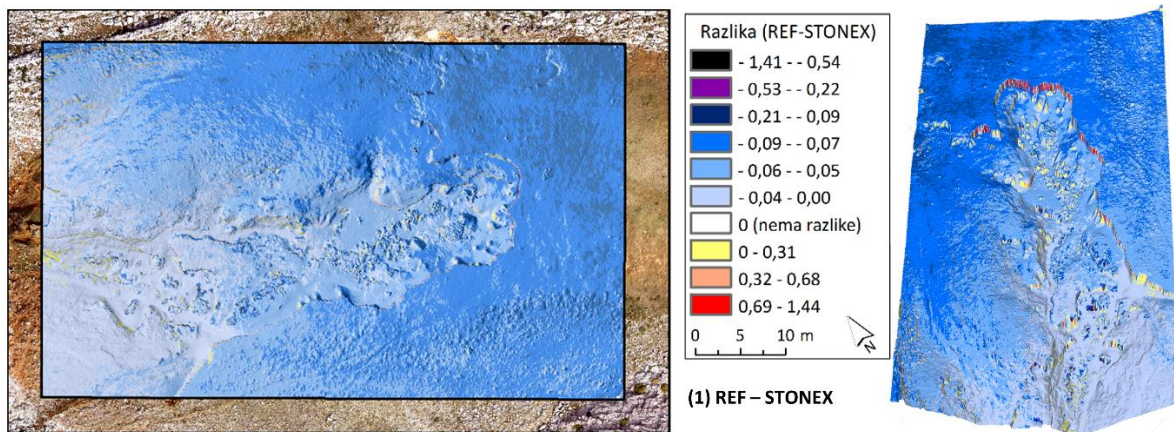 Razlika (REF-STONEX)
- 1,41 - - 0,54
- 0,53 - - 0,22
- 0,21 - - 0,09
- 0,09 - - 0,07
- 0,06 - - 0,05
- 0,04 - 0,00
0 (nema razlike)
0 - 0,31
0,32 - 0,68
0,69 - 1,44
0 5 10 m
N
(1) REF – STONEX